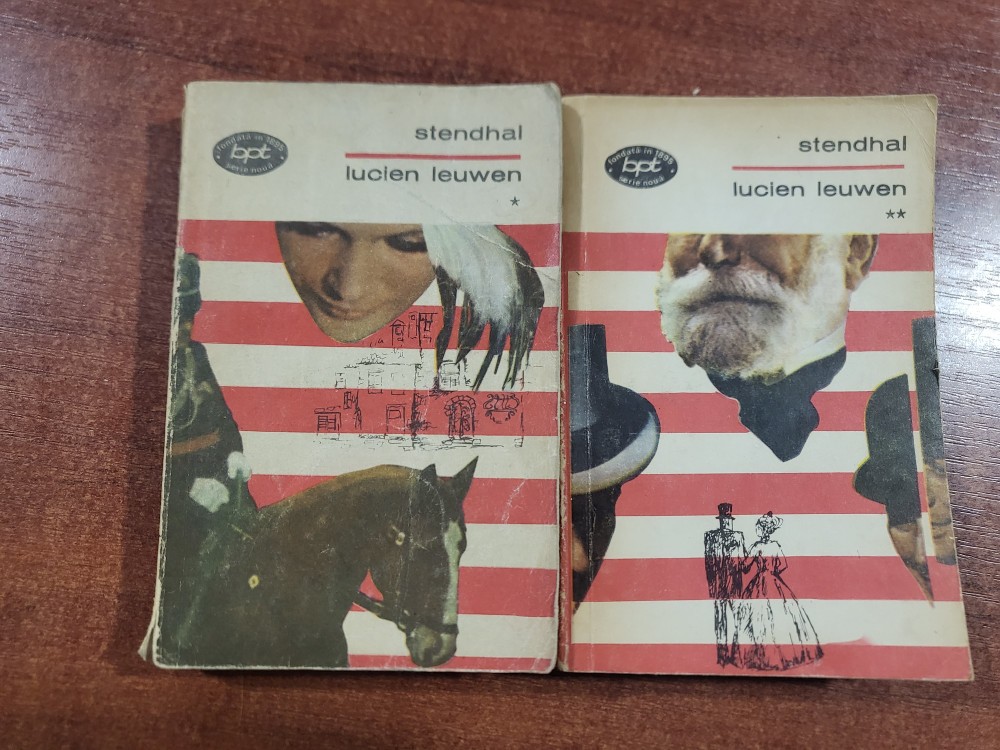 stendhal
lucien leuwen
*
fondată în 1895
bpt
serie nouă
stendhal
lucien leuwen
**
fondată în 1895
bpt
serie nouă